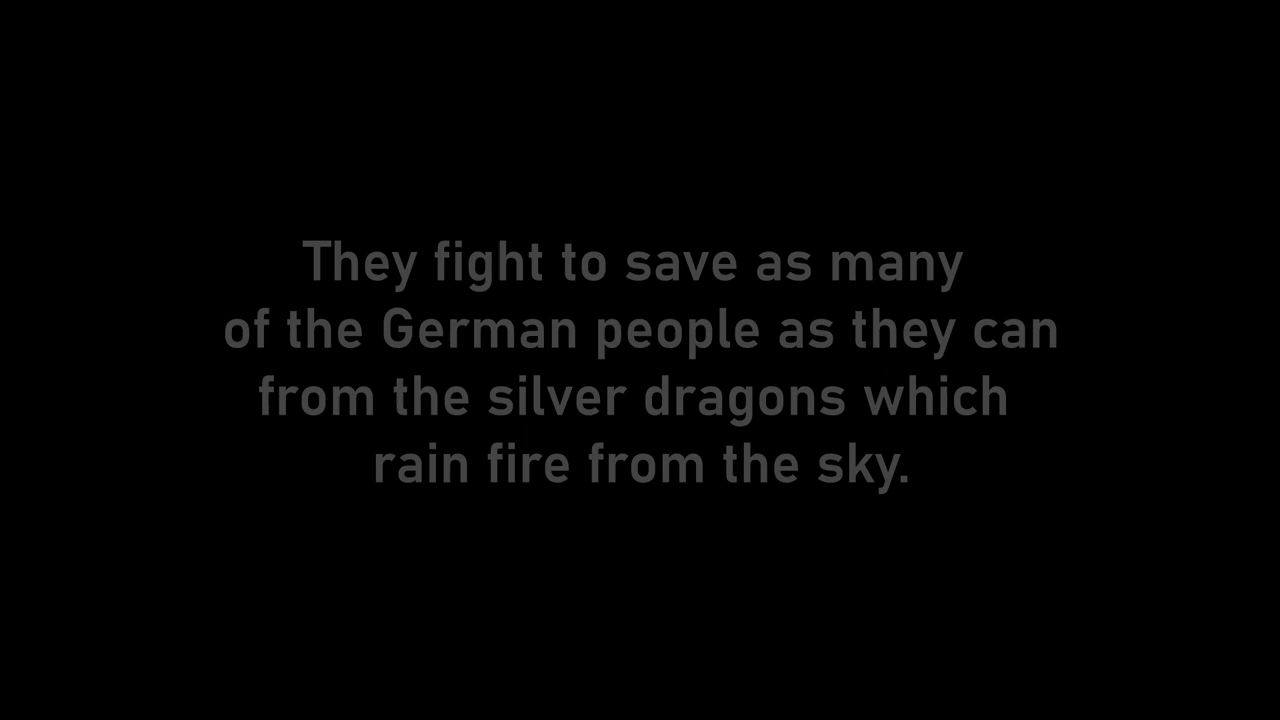 They fight to save as many
of the German people as they can
from the silver dragons which
rain fire from the sky.